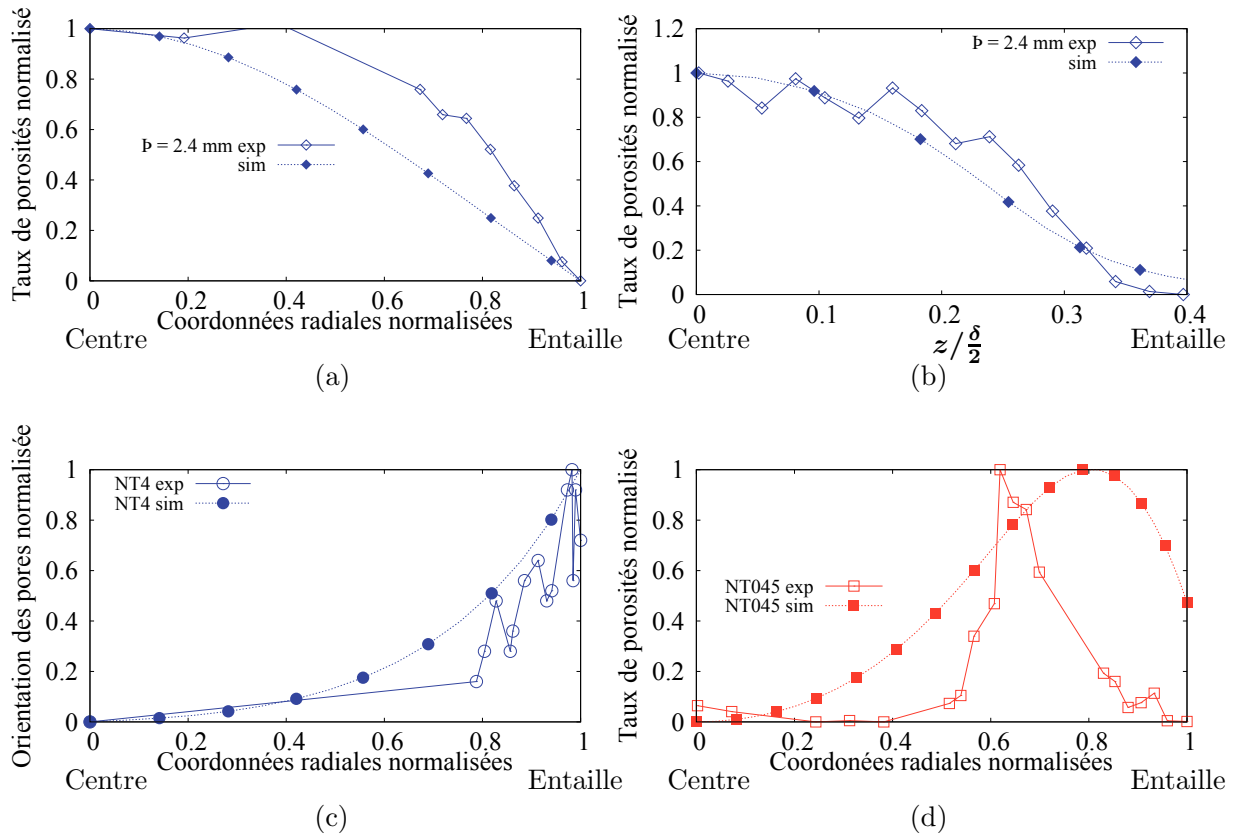 Taux de porosités normalisé
1
0.8
0.6
0.4
0.2
0
Þ = 2.4 mm exp
sim
0 0.2 0.4 0.6 0.8 1
Coordonnées radiales normalisées
Centre Entaille
(a)
Taux de porosités normalisé
1.2
1
0.8
0.6
0.4
0.2
0
Þ = 2.4 mm exp
sim
0 0.1 0.2 0.3 0.4
z/δ/2
Centre Entaille
(b)
Orientation des pores normalisée
1
0.8
0.6
0.4
0.2
0
NT4 exp
NT4 sim
0 0.2 0.4 0.6 0.8 1
Coordonnées radiales normalisées
Centre Entaille
(c)
Taux de porosités normalisé
1
0.8
0.6
0.4
0.2
0
NT045 exp
NT045 sim
0 0.2 0.4 0.6 0.8 1
Coordonées radiales normalisées
Centre Entaille
(d)